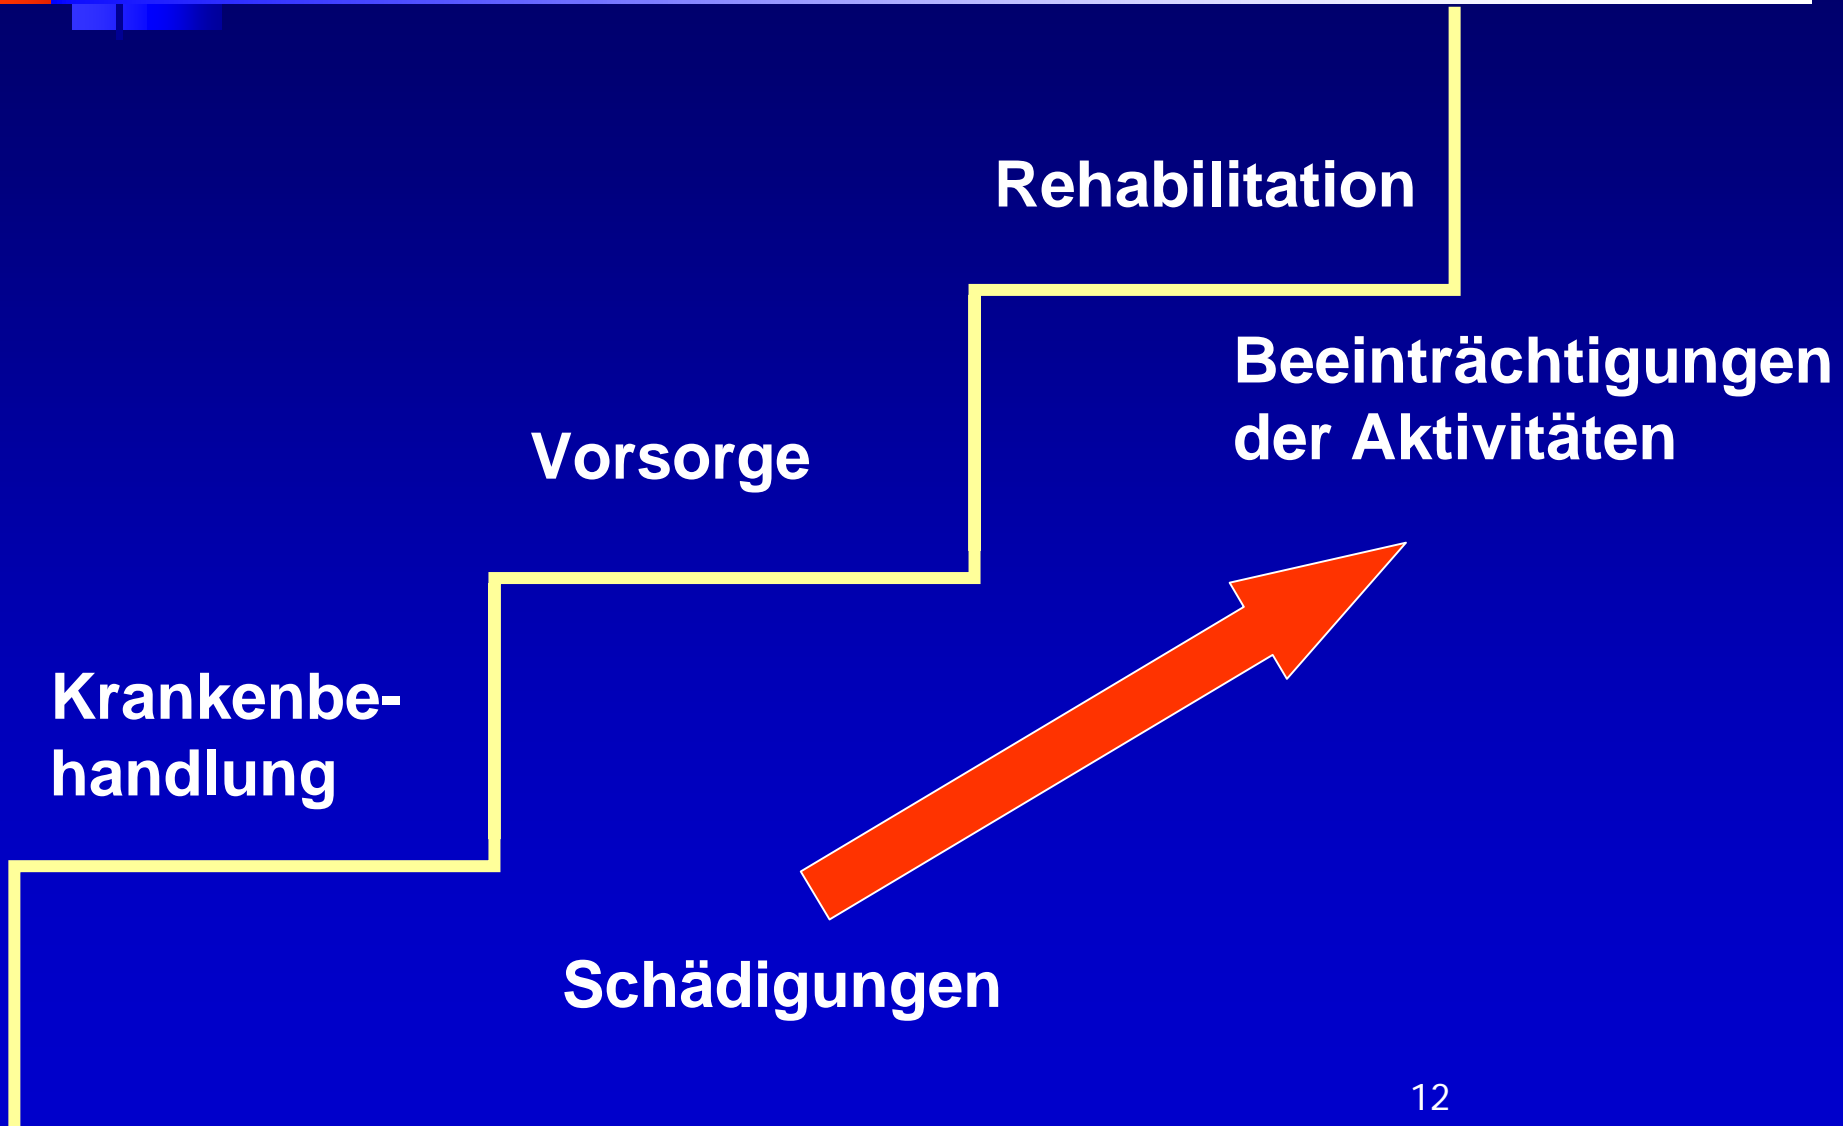 Rehabilitation
Beeinträchtigungen
der Aktivitäten
Vorsorge
Krankenbe-
handlung
Schädigungen
12